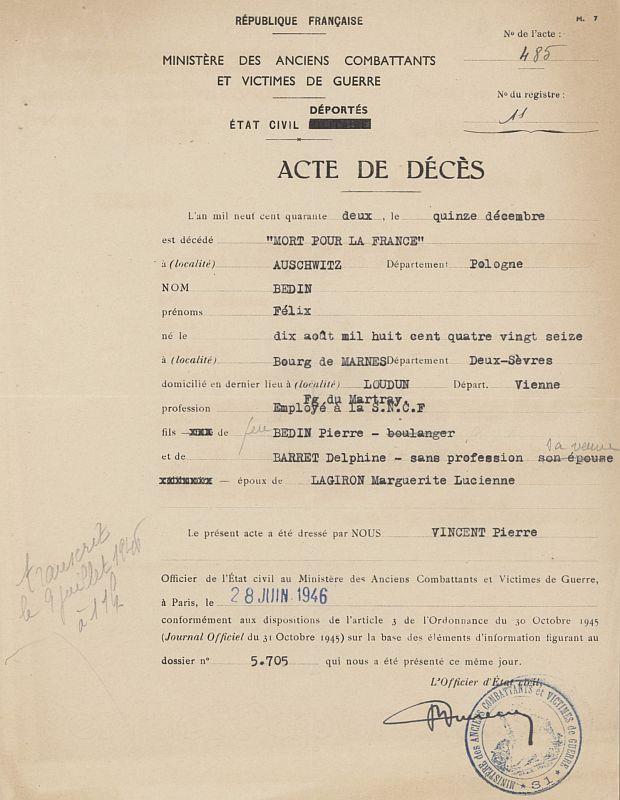 RÉPUBLIQUE FRANÇAISE
M. 7
Nº de l'acte :
485
MINISTÈRE DES ANCIENS COMBATTANTS
ET VICTIMES DE GUERRE
Nº du registre :
11
DÉPORTÉS
ÉTAT CIVIL
ACTE DE DÉCÈS
L'an mil neuf cent quarante deux , le quinze décembre
est décédé "MORT POUR LA FRANCE"
à (localité) AUSCHWITZ Département Pologne
NOM BEDIN
prénoms Félix
né le dix août mil huit cent quatre vingt seize
à (localité) Bourg de MARNES Département Deux-Sèvres
domicilié en dernier lieu à (localité) LOUDUN Départ. Vienne
Fg du Martray.
profession Employé à la S.N.C.F
fils de feu BEDIN Pierre - boulanger
sa veuve
et de BARRET Delphine - sans profession son épouse
— époux de LAGIRON Marguerite Lucienne
Le présent acte a été dressé par NOUS VINCENT Pierre
transcrit
le 9 juillet 1946
à 11h
Officier de l'État civil au Ministère des Anciens Combattants et Victimes de Guerre,
à Paris, le 28 JUIN 1946
conformément aux dispositions de l'article 3 de l'Ordonnance du 30 Octobre 1945
(Journal Officiel du 31 Octobre 1945) sur la base des éléments d'information figurant au
dossier nº 5.705 qui nous a été présenté ce même jour.
L'Officier d'État civil.
MINISTÈRE des ANCIENS COMBATTANTS et VICTIMES de GUERRE
31